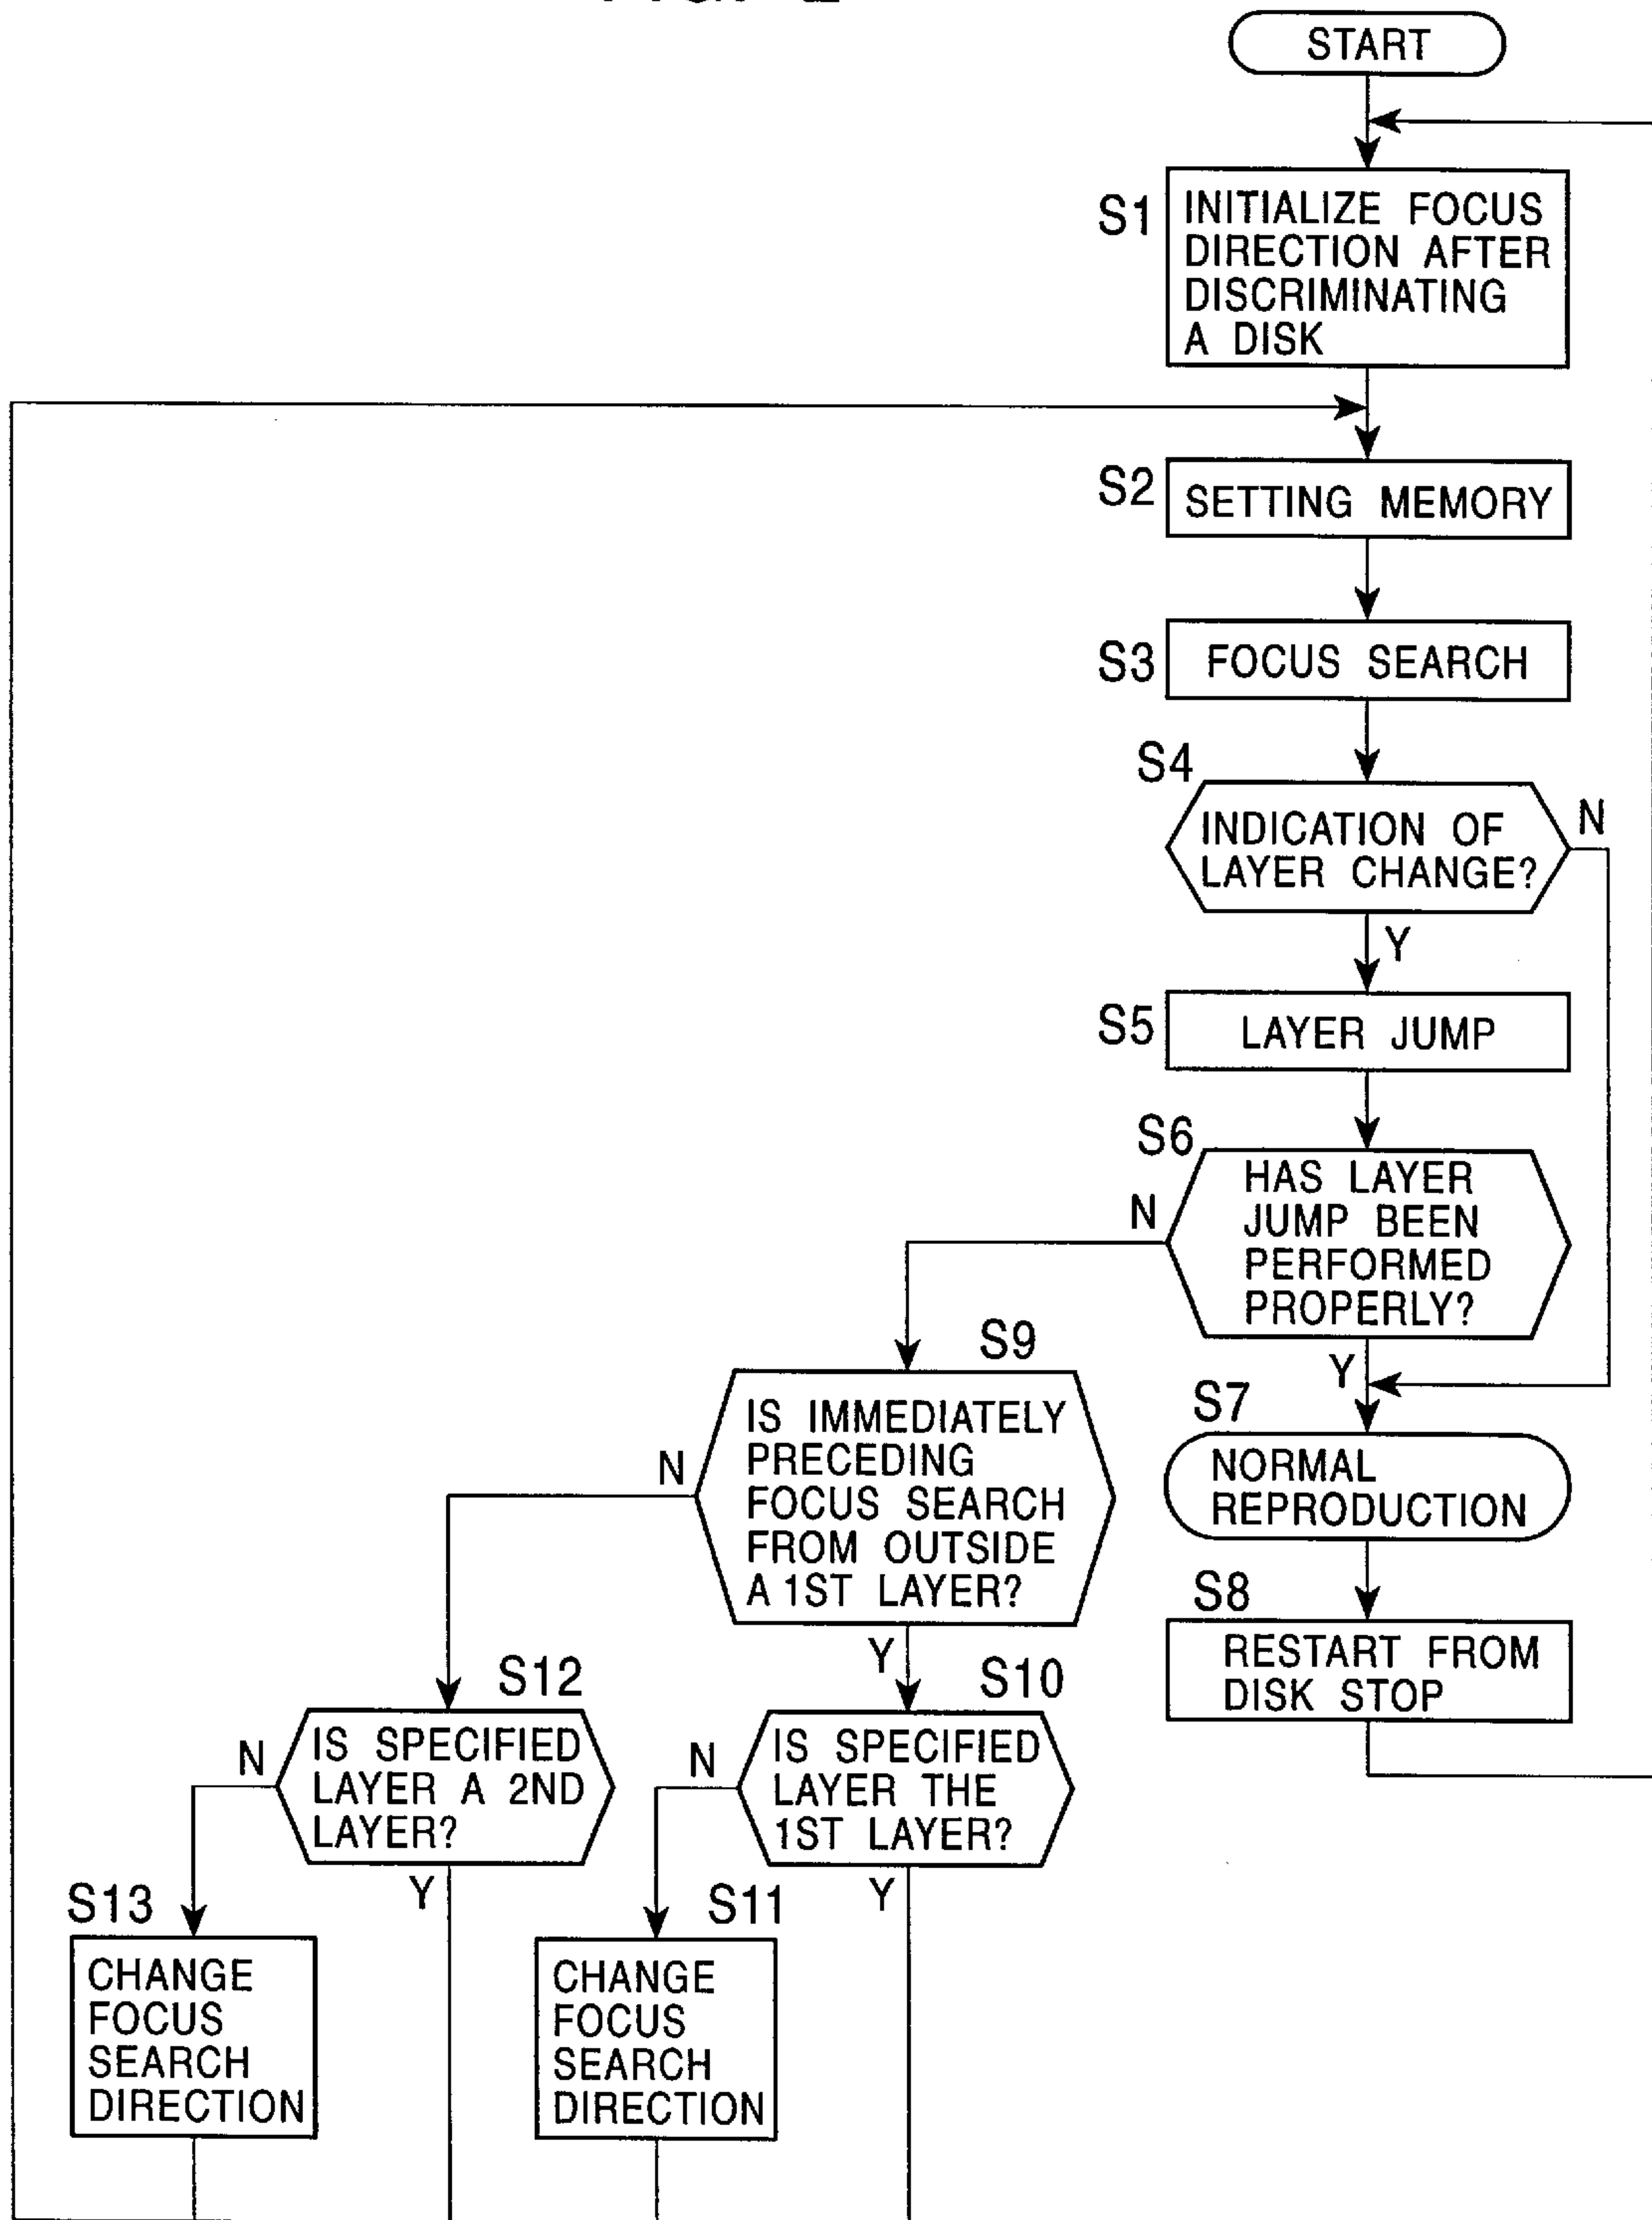 START
S1
INITIALIZE FOCUS
DIRECTION AFTER
DISCRIMINATING
A DISK
S2
SETTING MEMORY
S3
FOCUS SEARCH
S4
INDICATION OF
LAYER CHANGE?
N
Y
S5
LAYER JUMP
S6
HAS LAYER
JUMP BEEN
PERFORMED
PROPERLY?
N
Y
S7
NORMAL
REPRODUCTION
S8
RESTART FROM
DISK STOP
S9
IS IMMEDIATELY
PRECEDING
FOCUS SEARCH
FROM OUTSIDE
A 1ST LAYER?
N
Y
S10
IS SPECIFIED
LAYER THE
1ST LAYER?
N
Y
S11
CHANGE
FOCUS
SEARCH
DIRECTION
S12
IS SPECIFIED
LAYER A 2ND
LAYER?
N
Y
S13
CHANGE
FOCUS
SEARCH
DIRECTION